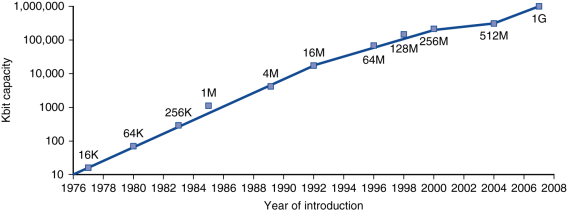 1,000,000
100,000
10,000
1000
100
10
Kbit capacity
16K
64K
256K
1M
4M
16M
64M
128M
256M
512M
1G
1976 1978 1980 1982 1984 1986 1988 1990 1992 1994 1996 1998 2000 2002 2004 2006 2008
Year of introduction